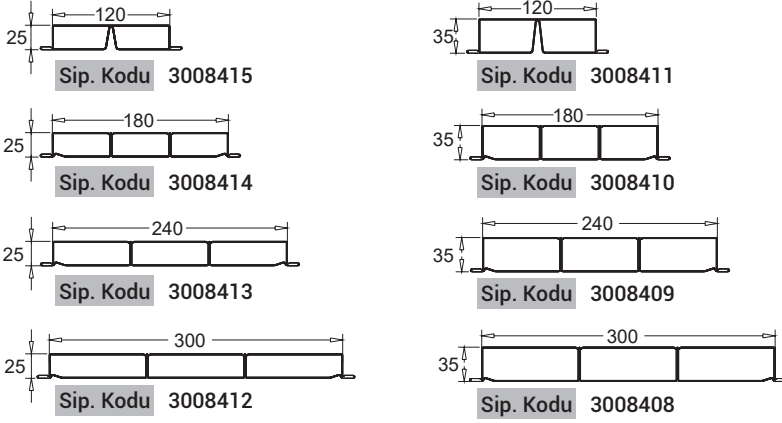 120
25
Sip. Kodu 3008415
120
35
Sip. Kodu 3008411
180
25
Sip. Kodu 3008414
180
35
Sip. Kodu 3008410
240
25
Sip. Kodu 3008413
240
35
Sip. Kodu 3008409
300
25
Sip. Kodu 3008412
300
35
Sip. Kodu 3008408